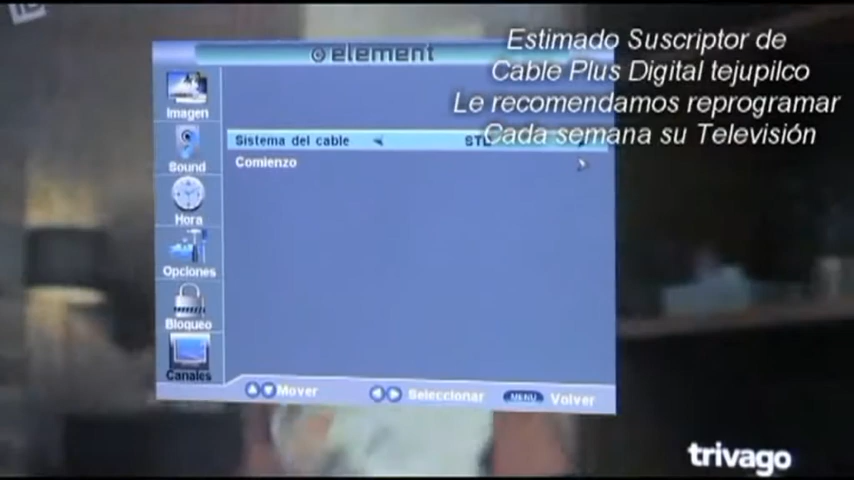 element
Estimado Suscriptor de
Cable Plus Digital tejupilco
Le recomendamos reprogramar
Cada semana su Televisión
Imagen
Sistema del cable
Comienzo
Sound
Hora
Opciones
Bloqueo
Canales
Mover
Seleccionar
MENU
Volver
trivago